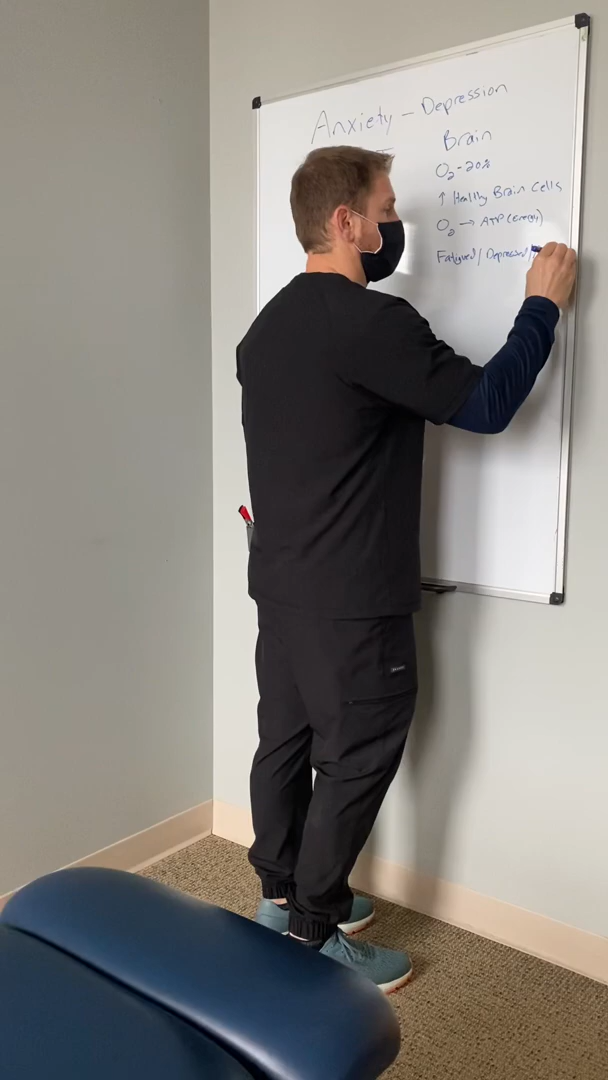 Anxiety - Depression
Brain
O₂ - 20%
↑ Healthy Brain Cells
O₂ → ATP (energy)
Fatigued / Depressed /